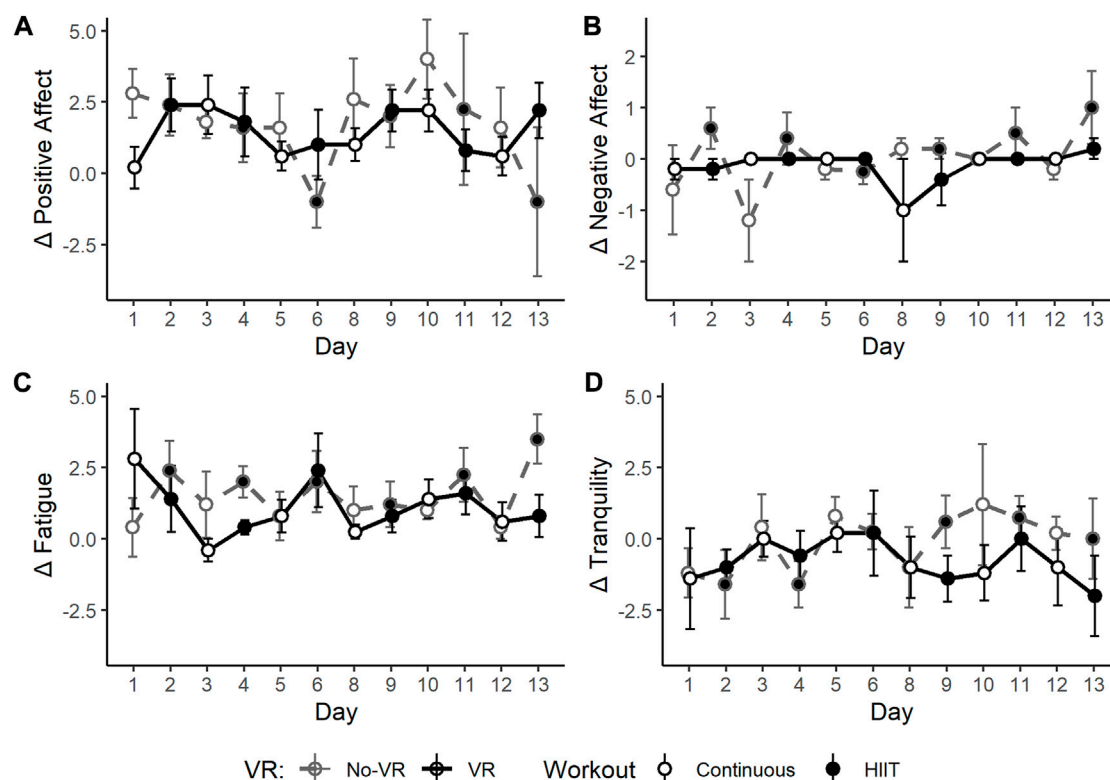 A
Δ Positive Affect
5.0
2.5
0.0
-2.5
1 2 3 4 5 6 8 9 10 11 12 13
Day
B
Δ Negative Affect
2
1
0
-1
-2
1 2 3 4 5 6 8 9 10 11 12 13
Day
C
Δ Fatigue
5.0
2.5
0.0
-2.5
1 2 3 4 5 6 8 9 10 11 12 13
Day
D
Δ Tranquility
5.0
2.5
0.0
-2.5
1 2 3 4 5 6 8 9 10 11 12 13
Day
VR: No-VR VR Workout Continuous HIIT